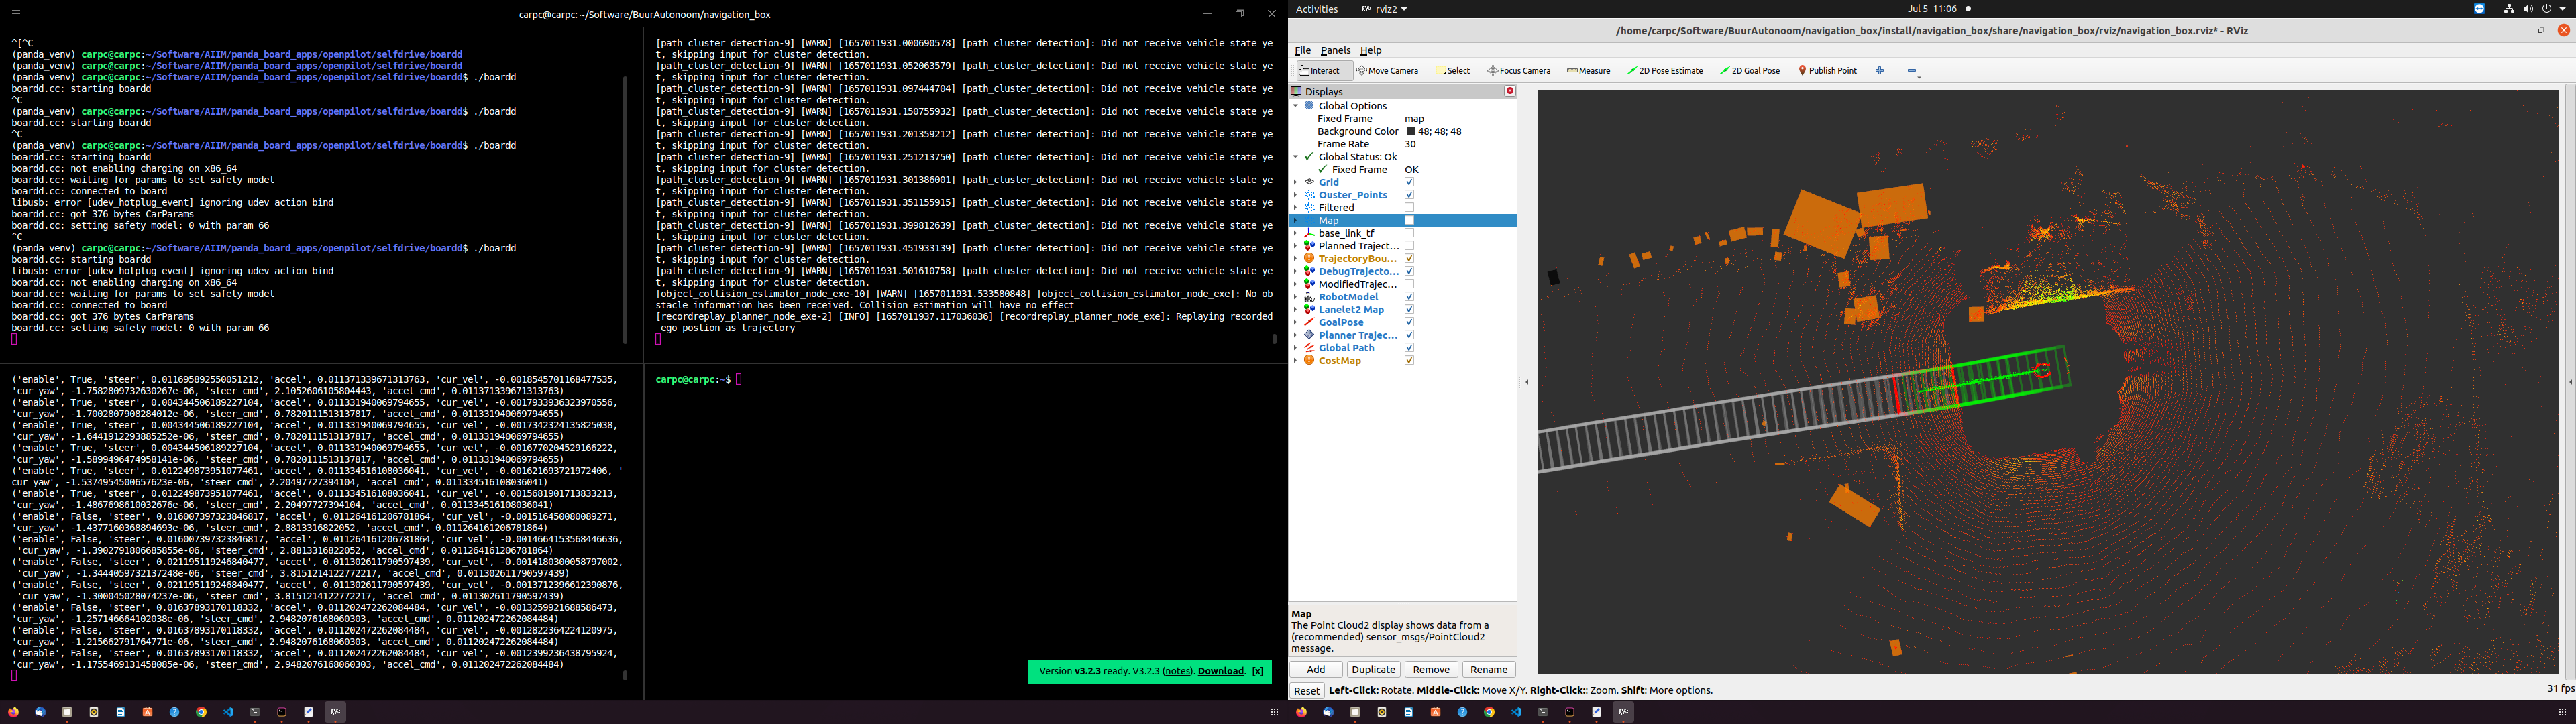 carpc@carpc: ~/Software/BuurAutonoom/navigation_box
^[^C
(panda_venv) carpc@carpc:~/Software/AIIM/panda_board_apps/openpilot/selfdrive/boardd
(panda_venv) carpc@carpc:~/Software/AIIM/panda_board_apps/openpilot/selfdrive/boardd
(panda_venv) carpc@carpc:~/Software/AIIM/panda_board_apps/openpilot/selfdrive/boardd$ ./boardd
boardd.cc: starting boardd
^C
(panda_venv) carpc@carpc:~/Software/AIIM/panda_board_apps/openpilot/selfdrive/boardd$ ./boardd
boardd.cc: starting boardd
^C
(panda_venv) carpc@carpc:~/Software/AIIM/panda_board_apps/openpilot/selfdrive/boardd$ ./boardd
boardd.cc: starting boardd
boardd.cc: not enabling charging on x86_64
boardd.cc: waiting for params to set safety model
boardd.cc: connected to board
libusb: error [udev_hotplug_event] ignoring udev action bind
boardd.cc: got 376 bytes CarParams
boardd.cc: setting safety model: 0 with param 66
^C
(panda_venv) carpc@carpc:~/Software/AIIM/panda_board_apps/openpilot/selfdrive/boardd$ ./boardd
boardd.cc: starting boardd
libusb: error [udev_hotplug_event] ignoring udev action bind
boardd.cc: not enabling charging on x86_64
boardd.cc: waiting for params to set safety model
boardd.cc: connected to board
boardd.cc: got 376 bytes CarParams
boardd.cc: setting safety model: 0 with param 66
[path_cluster_detection-9] [WARN] [1657011931.000690578] [path_cluster_detection]: Did not receive vehicle state ye
t, skipping input for cluster detection.
[path_cluster_detection-9] [WARN] [1657011931.052063579] [path_cluster_detection]: Did not receive vehicle state ye
t, skipping input for cluster detection.
[path_cluster_detection-9] [WARN] [1657011931.097444704] [path_cluster_detection]: Did not receive vehicle state ye
t, skipping input for cluster detection.
[path_cluster_detection-9] [WARN] [1657011931.150755932] [path_cluster_detection]: Did not receive vehicle state ye
t, skipping input for cluster detection.
[path_cluster_detection-9] [WARN] [1657011931.201359212] [path_cluster_detection]: Did not receive vehicle state ye
t, skipping input for cluster detection.
[path_cluster_detection-9] [WARN] [1657011931.251213750] [path_cluster_detection]: Did not receive vehicle state ye
t, skipping input for cluster detection.
[path_cluster_detection-9] [WARN] [1657011931.301386001] [path_cluster_detection]: Did not receive vehicle state ye
t, skipping input for cluster detection.
[path_cluster_detection-9] [WARN] [1657011931.351155915] [path_cluster_detection]: Did not receive vehicle state ye
t, skipping input for cluster detection.
[path_cluster_detection-9] [WARN] [1657011931.399812639] [path_cluster_detection]: Did not receive vehicle state ye
t, skipping input for cluster detection.
[path_cluster_detection-9] [WARN] [1657011931.451933139] [path_cluster_detection]: Did not receive vehicle state ye
t, skipping input for cluster detection.
[path_cluster_detection-9] [WARN] [1657011931.501610758] [path_cluster_detection]: Did not receive vehicle state ye
t, skipping input for cluster detection.
[object_collision_estimator_node_exe-10] [WARN] [1657011931.533580848] [object_collision_estimator_node_exe]: No ob
stacle information has been received. Collision estimation will have no effect
[recordreplay_planner_node_exe-2] [INFO] [1657011937.117036036] [recordreplay_planner_node_exe]: Replaying recorded
 ego postion as trajectory
('enable', True, 'steer', 0.011695892550051212, 'accel', 0.011371339671313763, 'cur_vel', -0.0018545701168477535,
'cur_yaw', -1.7582809732630267e-06, 'steer_cmd', 2.1052606105804443, 'accel_cmd', 0.011371339671313763)
('enable', True, 'steer', 0.004344506189227104, 'accel', 0.011331940069794655, 'cur_vel', -0.0017933936323970556,
'cur_yaw', -1.7002807908284012e-06, 'steer_cmd', 0.7820111513137817, 'accel_cmd', 0.011331940069794655)
('enable', True, 'steer', 0.004344506189227104, 'accel', 0.011331940069794655, 'cur_vel', -0.0017342324135825038,
'cur_yaw', -1.6441912293885252e-06, 'steer_cmd', 0.7820111513137817, 'accel_cmd', 0.011331940069794655)
('enable', True, 'steer', 0.004344506189227104, 'accel', 0.011331940069794655, 'cur_vel', -0.0016770204529166222,
'cur_yaw', -1.5899496474958141e-06, 'steer_cmd', 0.7820111513137817, 'accel_cmd', 0.011331940069794655)
('enable', True, 'steer', 0.012249873951077461, 'accel', 0.011334516108036041, 'cur_vel', -0.001621693721972406, '
cur_yaw', -1.5374954500657623e-06, 'steer_cmd', 2.20497727394104, 'accel_cmd', 0.011334516108036041)
('enable', True, 'steer', 0.012249873951077461, 'accel', 0.011334516108036041, 'cur_vel', -0.0015681901713833213,
'cur_yaw', -1.4867698610032676e-06, 'steer_cmd', 2.20497727394104, 'accel_cmd', 0.011334516108036041)
('enable', False, 'steer', 0.016007397323846817, 'accel', 0.011264161206781864, 'cur_vel', -0.001516450080089271,
'cur_yaw', -1.4377160368894693e-06, 'steer_cmd', 2.8813316822052, 'accel_cmd', 0.011264161206781864)
('enable', False, 'steer', 0.016007397323846817, 'accel', 0.011264161206781864, 'cur_vel', -0.0014664153568446636,
 'cur_yaw', -1.3902791806685855e-06, 'steer_cmd', 2.8813316822052, 'accel_cmd', 0.011264161206781864)
('enable', False, 'steer', 0.021195119246840477, 'accel', 0.011302611790597439, 'cur_vel', -0.0014180300058797002,
 'cur_yaw', -1.3444059732137248e-06, 'steer_cmd', 3.8151214122772217, 'accel_cmd', 0.011302611790597439)
('enable', False, 'steer', 0.021195119246840477, 'accel', 0.011302611790597439, 'cur_vel', -0.0013712396612390876,
 'cur_yaw', -1.300045028074237e-06, 'steer_cmd', 3.8151214122772217, 'accel_cmd', 0.011302611790597439)
('enable', False, 'steer', 0.01637893170118332, 'accel', 0.011202472262084484, 'cur_vel', -0.0013259921688586473,
'cur_yaw', -1.257146664102038e-06, 'steer_cmd', 2.9482076168060303, 'accel_cmd', 0.011202472262084484)
('enable', False, 'steer', 0.01637893170118332, 'accel', 0.011202472262084484, 'cur_vel', -0.0012822364224120975,
'cur_yaw', -1.215662791764771e-06, 'steer_cmd', 2.9482076168060303, 'accel_cmd', 0.011202472262084484)
('enable', False, 'steer', 0.01637893170118332, 'accel', 0.011202472262084484, 'cur_vel', -0.0012399236438795924,
'cur_yaw', -1.1755469131458085e-06, 'steer_cmd', 2.9482076168060303, 'accel_cmd', 0.011202472262084484)
carpc@carpc:~$
Version v3.2.3 ready. V3.2.3 (notes). Download. [x]
Activities RViz rviz2 Jul 5 11:06
/home/carpc/Software/BuurAutonoom/navigation_box/install/navigation_box/share/navigation_box/rviz/navigation_box.rviz* - RViz
File Panels Help
Interact Move Camera Select Focus Camera Measure 2D Pose Estimate 2D Goal Pose Publish Point
Displays
Global Options
Fixed Frame map
Background Color 48; 48; 48
Frame Rate 30
Global Status: Ok
Fixed Frame OK
Grid
Ouster_Points
Filtered
Map
base_link_tf
Planned Traject...
TrajectoryBou...
DebugTrajecto...
ModifiedTrajec...
RobotModel
Lanelet2 Map
GoalPose
Planner Trajec...
Global Path
CostMap
Map
The Point Cloud2 display shows data from a
(recommended) sensor_msgs/PointCloud2
message.
Add Duplicate Remove Rename
Reset Left-Click: Rotate. Middle-Click: Move X/Y. Right-Click:: Zoom. Shift: More options. 31 fps